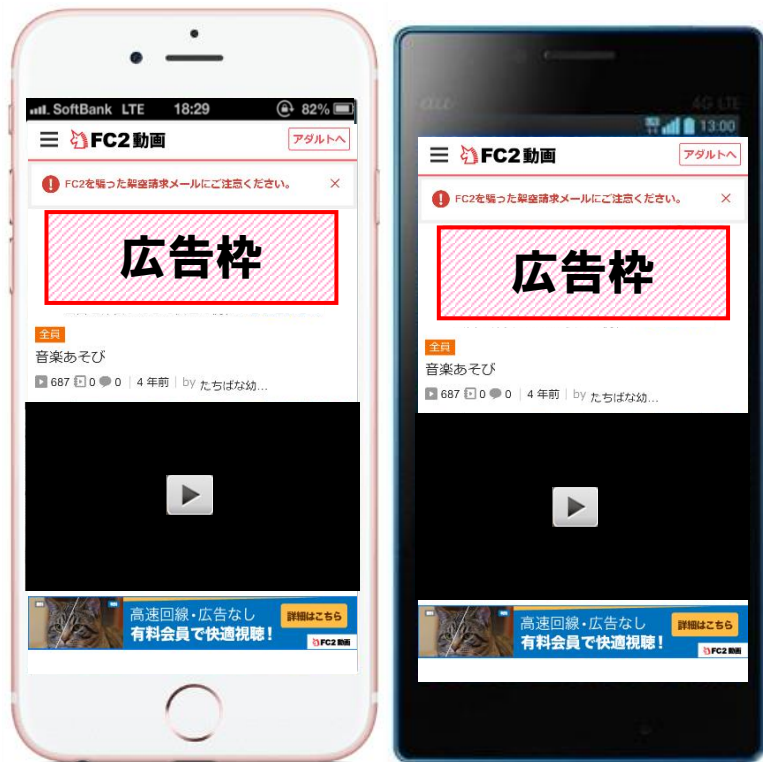 SoftBank LTE 18:29 82%
FC2動画 アダルトへ
FC2を騙った架空請求メールにご注意ください。 ×
広告枠
全員
音楽あそび
687 0 0 4 年前 by たちばな幼…
高速回線・広告なし
有料会員で快適視聴！
詳細はこちら
FC2動画
au
4G LTE
13:00
FC2動画 アダルトへ
FC2を騙った架空請求メールにご注意ください。 ×
広告枠
全員
音楽あそび
687 0 0 4 年前 by たちばな幼…
高速回線・広告なし
有料会員で快適視聴！
詳細はこちら
FC2動画